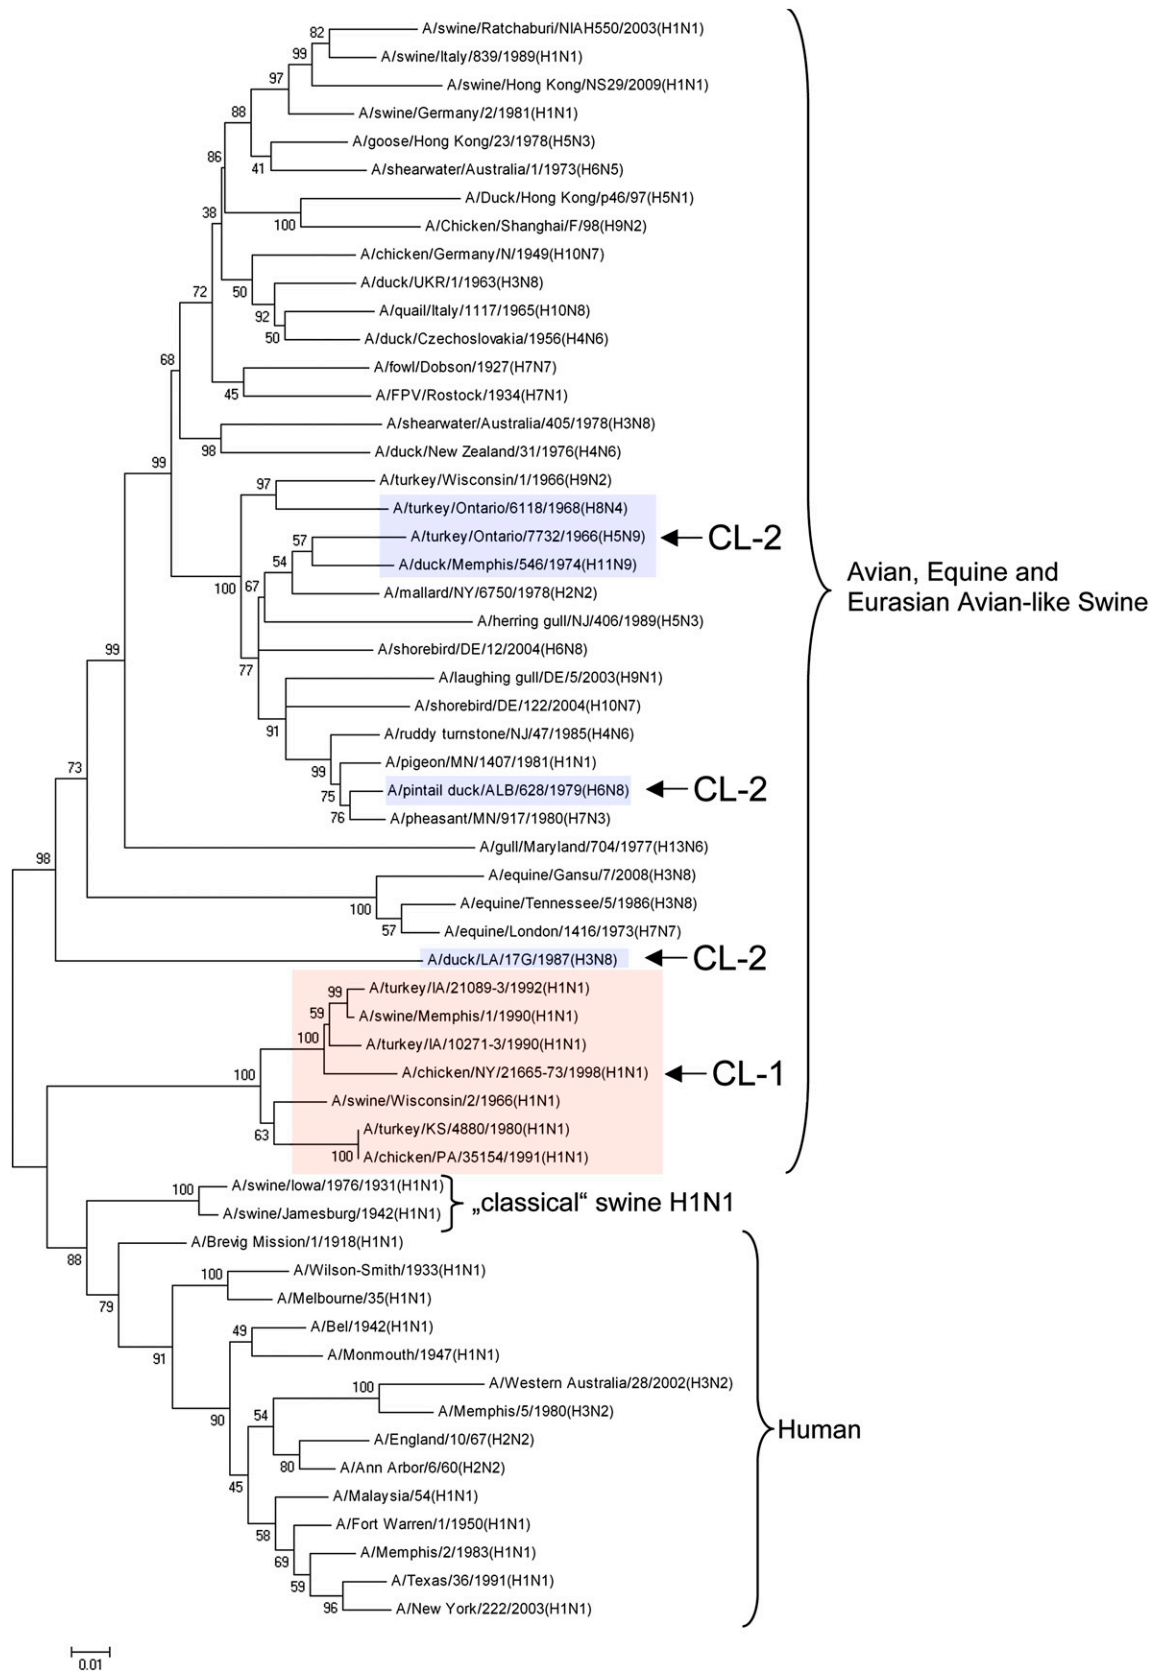 82
A/swine/Ratchaburi/NIAH550/2003(H1N1)
99
A/swine/Italy/839/1989(H1N1)
97
A/swine/Hong Kong/NS29/2009(H1N1)
88
A/swine/Germany/2/1981(H1N1)
86
A/goose/Hong Kong/23/1978(H5N3)
41
A/shearwater/Australia/1/1973(H6N5)
38
A/Duck/Hong Kong/p46/97(H5N1)
100
A/Chicken/Shanghai/F/98(H9N2)
A/chicken/Germany/N/1949(H10N7)
72
50
A/duck/UKR/1/1963(H3N8)
92
A/quail/Italy/1117/1965(H10N8)
50
A/duck/Czechoslovakia/1956(H4N6)
68
A/fowl/Dobson/1927(H7N7)
45
A/FPV/Rostock/1934(H7N1)
A/shearwater/Australia/405/1978(H3N8)
99
98
A/duck/New Zealand/31/1976(H4N6)
97
A/turkey/Wisconsin/1/1966(H9N2)
A/turkey/Ontario/6118/1968(H8N4)
57
A/turkey/Ontario/7732/1966(H5N9)
CL-2
54
A/duck/Memphis/546/1974(H11N9)
100
67
A/mallard/NY/6750/1978(H2N2)
Avian, Equine and
Eurasian Avian-like Swine
A/herring gull/NJ/406/1989(H5N3)
99
A/shorebird/DE/12/2004(H6N8)
77
A/laughing gull/DE/5/2003(H9N1)
A/shorebird/DE/122/2004(H10N7)
91
A/ruddy turnstone/NJ/47/1985(H4N6)
73
99
A/pigeon/MN/1407/1981(H1N1)
75
A/pintail duck/ALB/628/1979(H6N8)
CL-2
76
A/pheasant/MN/917/1980(H7N3)
A/gull/Maryland/704/1977(H13N6)
98
A/equine/Gansu/7/2008(H3N8)
100
A/equine/Tennessee/5/1986(H3N8)
57
A/equine/London/1416/1973(H7N7)
A/duck/LA/17G/1987(H3N8)
CL-2
99
A/turkey/IA/21089-3/1992(H1N1)
59
A/swine/Memphis/1/1990(H1N1)
100
A/turkey/IA/10271-3/1990(H1N1)
100
A/chicken/NY/21665-73/1998(H1N1)
CL-1
A/swine/Wisconsin/2/1966(H1N1)
63
A/turkey/KS/4880/1980(H1N1)
100
A/chicken/PA/35154/1991(H1N1)
100
A/swine/Iowa/1976/1931(H1N1)
„classical“ swine H1N1
A/swine/Jamesburg/1942(H1N1)
88
A/Brevig Mission/1/1918(H1N1)
100
A/Wilson-Smith/1933(H1N1)
79
A/Melbourne/35(H1N1)
49
A/Bel/1942(H1N1)
91
A/Monmouth/1947(H1N1)
100
A/Western Australia/28/2002(H3N2)
90
54
A/Memphis/5/1980(H3N2)
Human
A/England/10/67(H2N2)
80
A/Ann Arbor/6/60(H2N2)
45
A/Malaysia/54(H1N1)
58
A/Fort Warren/1/1950(H1N1)
69
A/Memphis/2/1983(H1N1)
59
A/Texas/36/1991(H1N1)
96
A/New York/222/2003(H1N1)
0.01